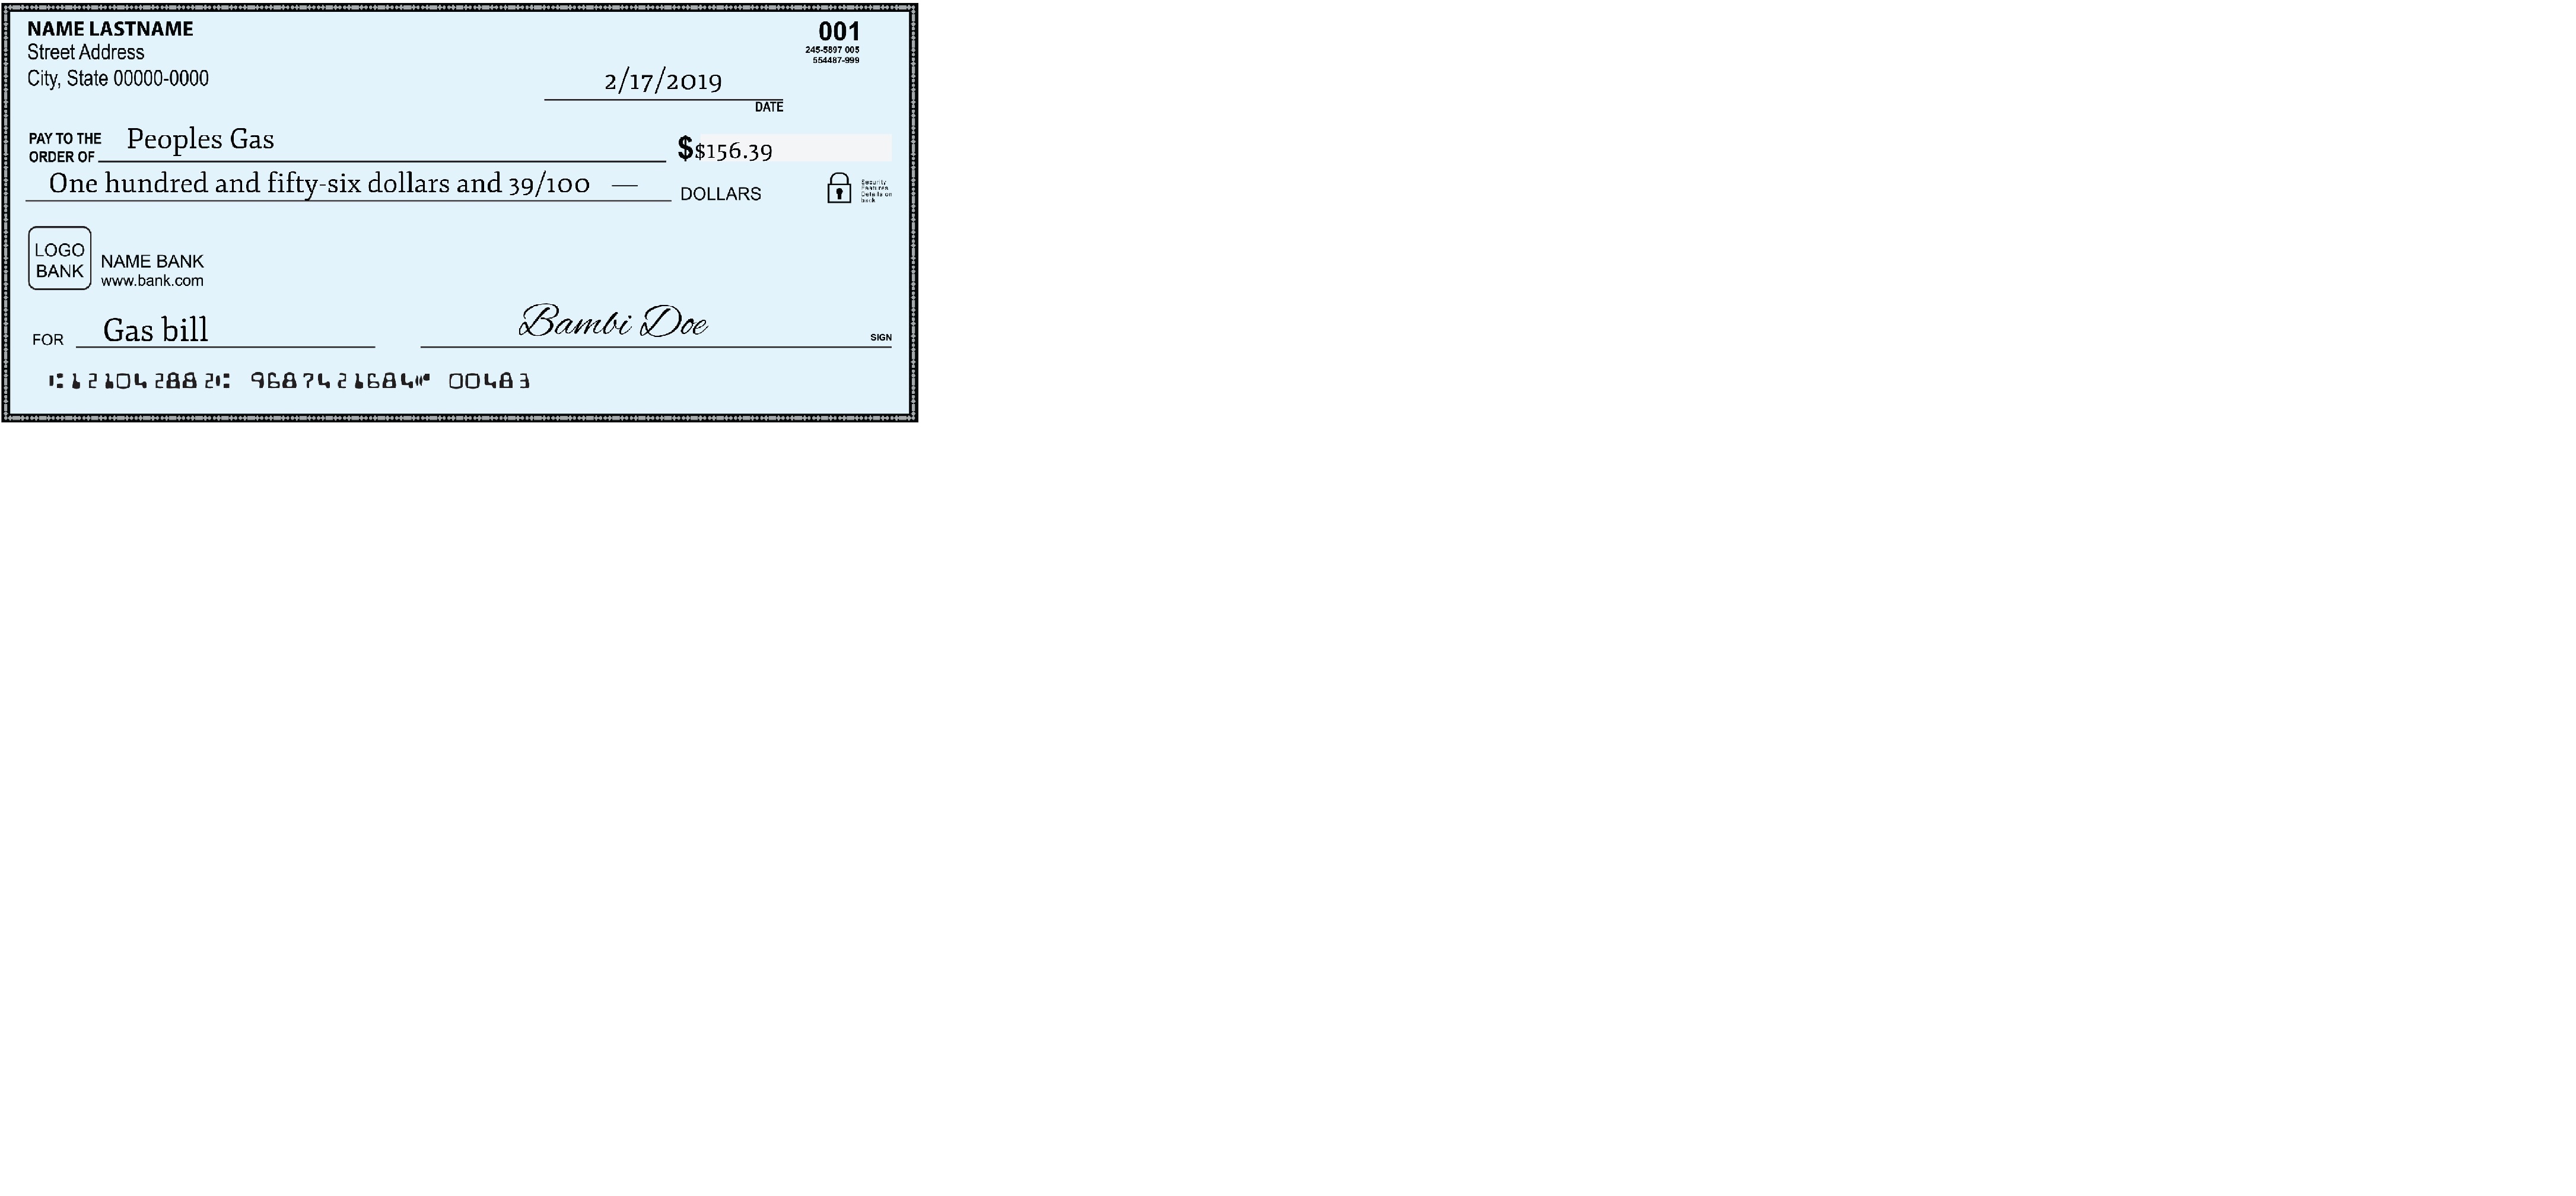 NAME LASTNAME
Street Address
City, State 00000-0000
001
245-5897 005
554487-999
2/17/2019
DATE
PAY TO THE
ORDER OF
Peoples Gas
$$156.39
One hundred and fifty-six dollars and 39/100 —
DOLLARS
Security
Features
Details on
back
LOGO
BANK
NAME BANK
www.bank.com
FOR Gas bill
Bambi Doe
SIGN
⑆121042882⑆ 9687421684⑈ 00483